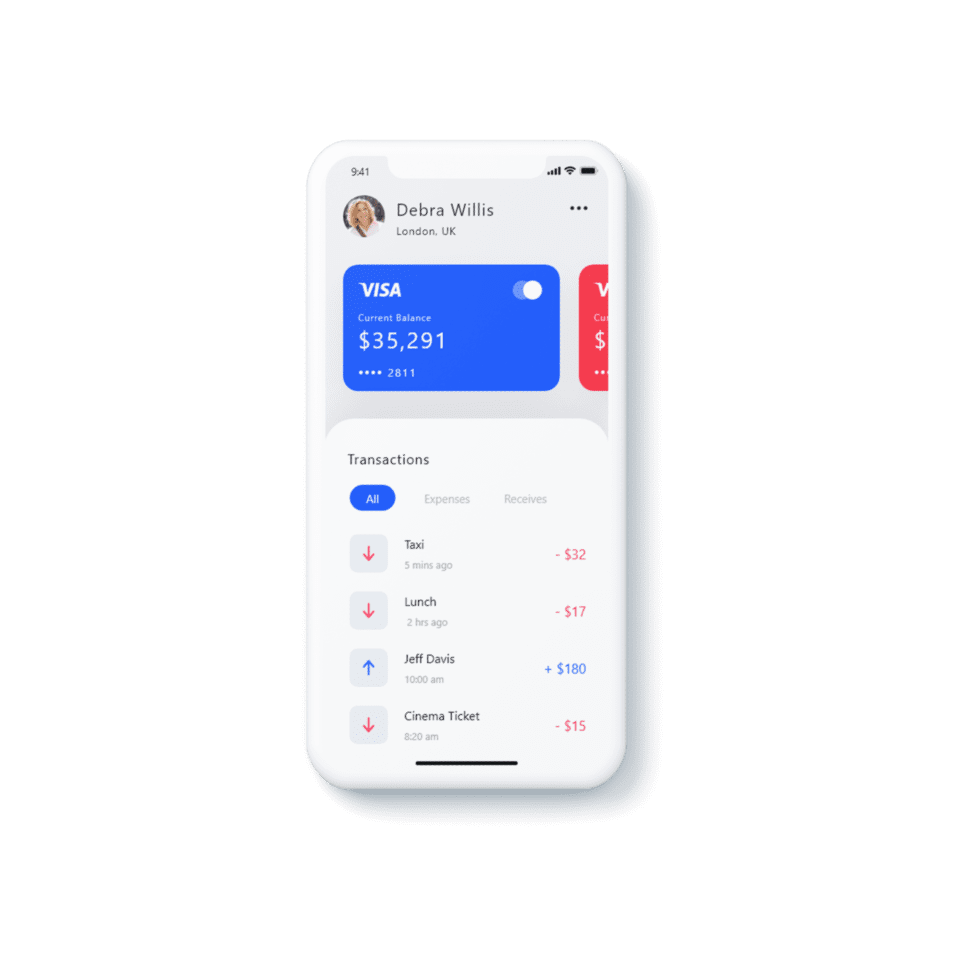 9:41
Debra Willis
London. UK
VISA
Current Balance
$35,291
•••• 2811
V
Cu
$
••
Transactions
All Expenses Receives
Taxi
5 mins ago
- $32
Lunch
2 hrs ago
- $17
Jeff Davis
10:00 am
+ $180
Cinema Ticket
8:20 am
- $15